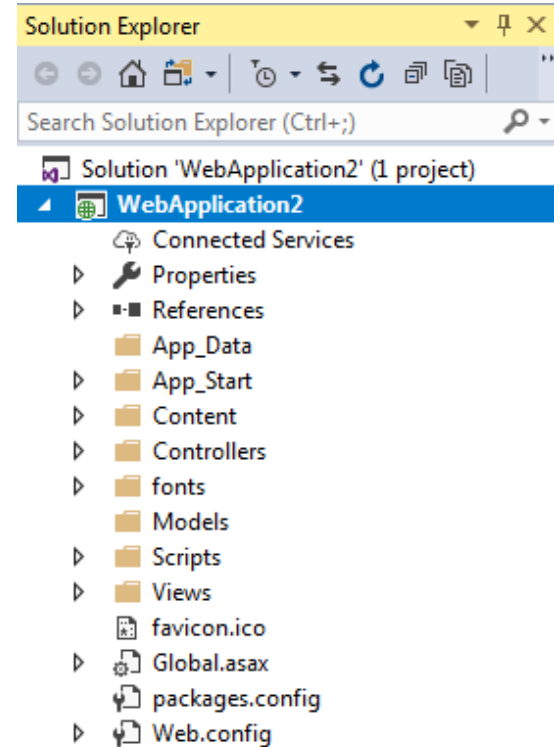 Solution Explorer
Search Solution Explorer (Ctrl+;)
Solution 'WebApplication2' (1 project)
WebApplication2
Connected Services
Properties
References
App_Data
App_Start
Content
Controllers
fonts
Models
Scripts
Views
favicon.ico
Global.asax
packages.config
Web.config